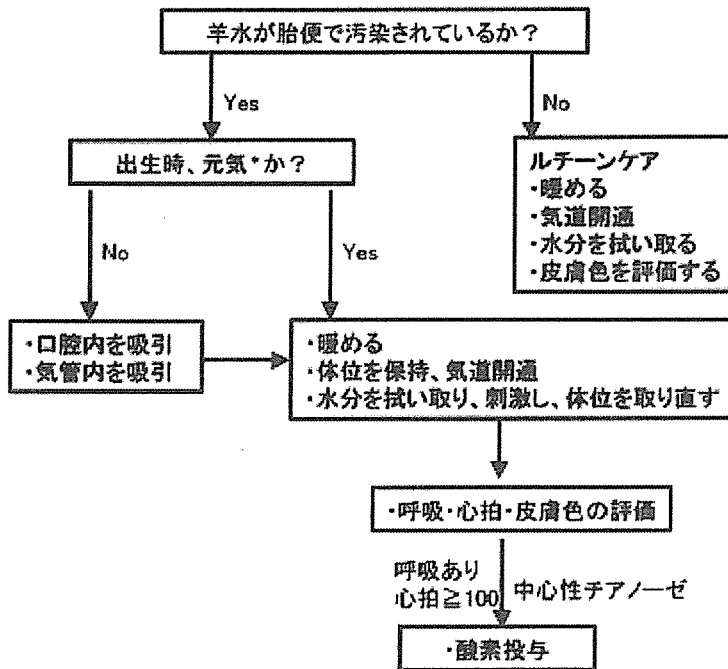 羊水が胎便で汚染されているか？
Yes
No
出生時、元気*か？
ルチーンケア
・暖める
・気道開通
・水分を拭い取る
・皮膚色を評価する
No
Yes
・口腔内を吸引
・気管内を吸引
・暖める
・体位を保持、気道開通
・水分を拭い取り、刺激し、体位を取り直す
・呼吸・心拍・皮膚色の評価
呼吸あり
心拍≧100
中心性チアノーゼ
・酸素投与